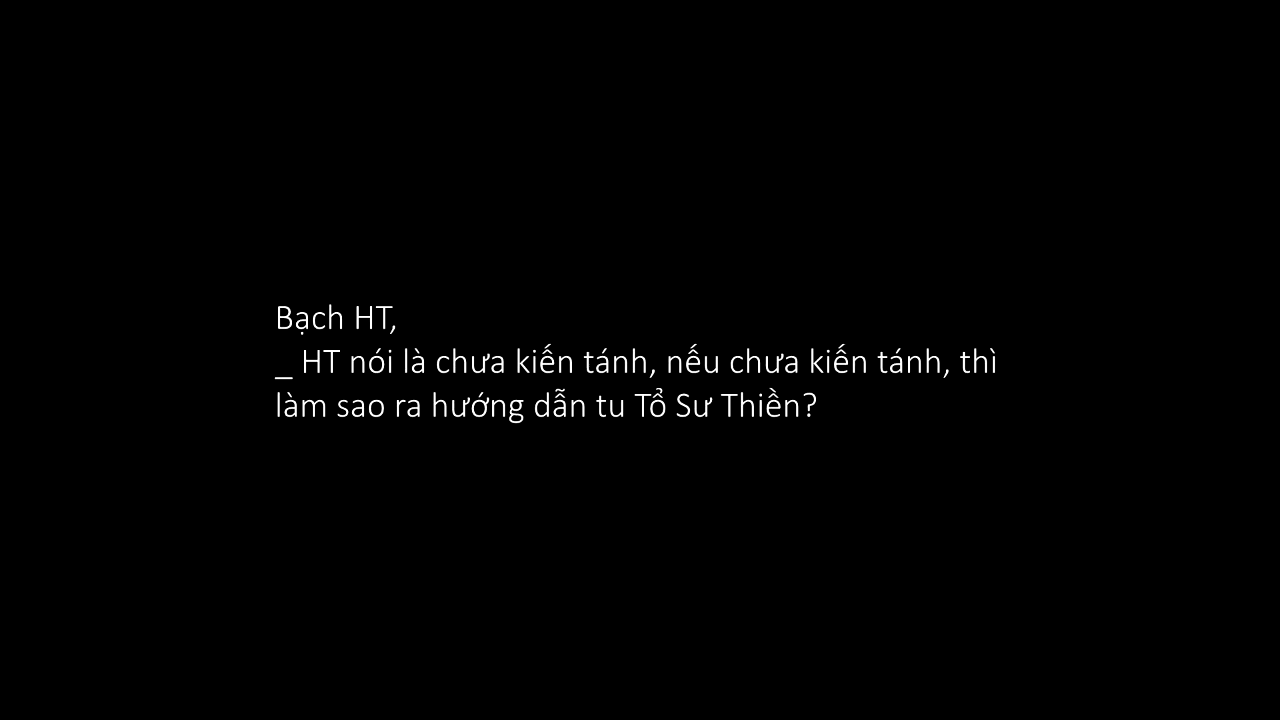 Bạch HT,
_ HT nói là chưa kiến tánh, nếu chưa kiến tánh, thì
làm sao ra hướng dẫn tu Tổ Sư Thiền?